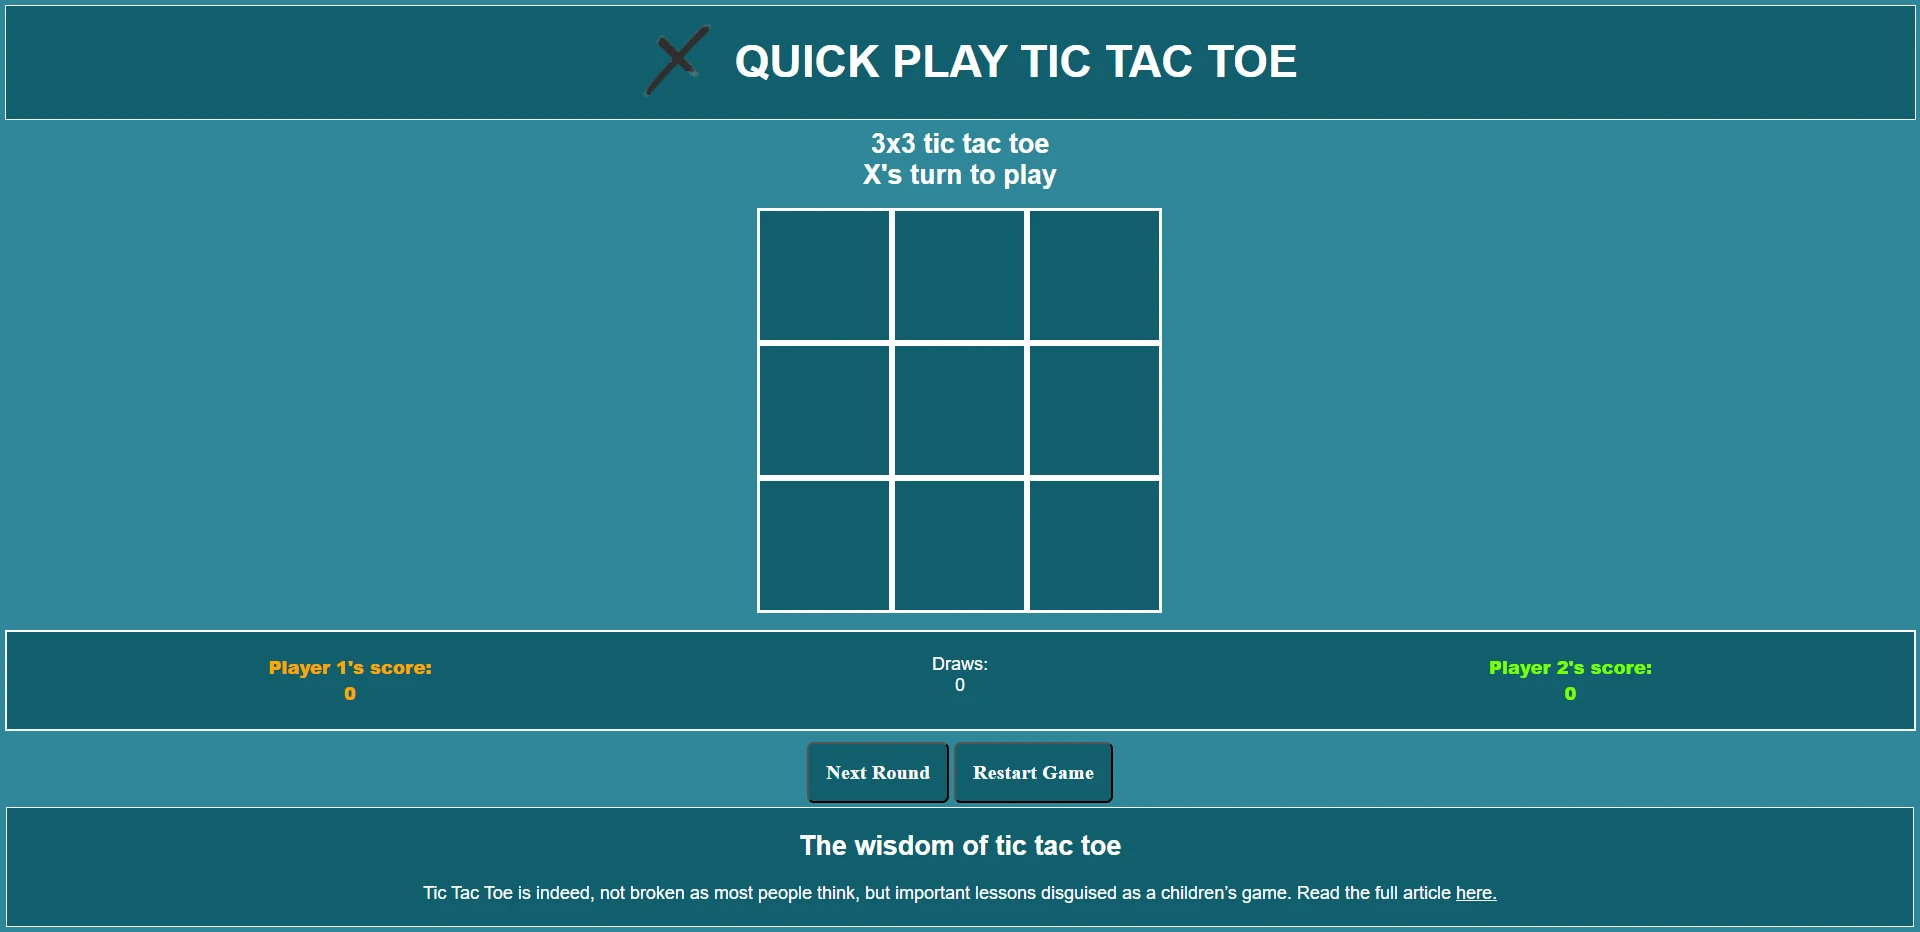 QUICK PLAY TIC TAC TOE
3x3 tic tac toe
X's turn to play
Player 1's score:
0
Draws:
0
Player 2's score:
0
Next Round
Restart Game
The wisdom of tic tac toe
Tic Tac Toe is indeed, not broken as most people think, but important lessons disguised as a children’s game. Read the full article here.